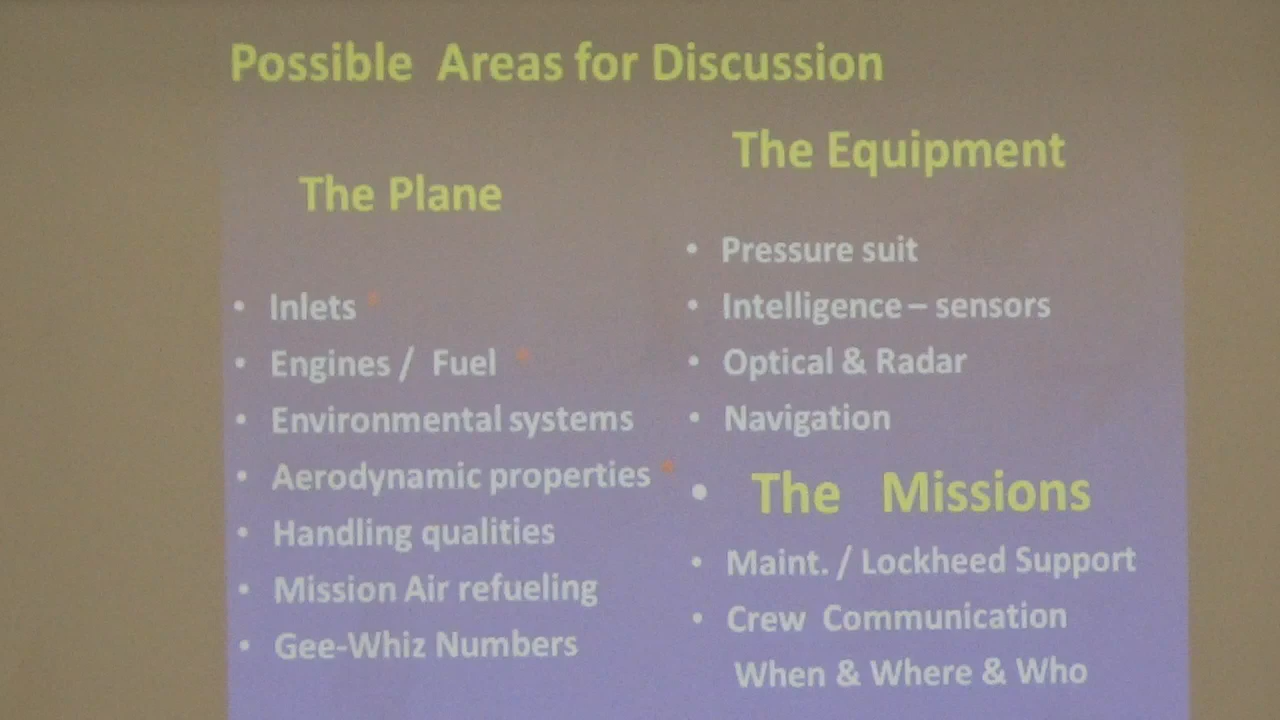 Possible Areas for Discussion
The Plane
• Inlets *
• Engines / Fuel *
• Environmental systems
• Aerodynamic properties *
• Handling qualities
• Mission Air refueling
• Gee-Whiz Numbers
The Equipment
• Pressure suit
• Intelligence – sensors
• Optical & Radar
• Navigation
• The Missions
• Maint. / Lockheed Support
• Crew Communication
When & Where & Who